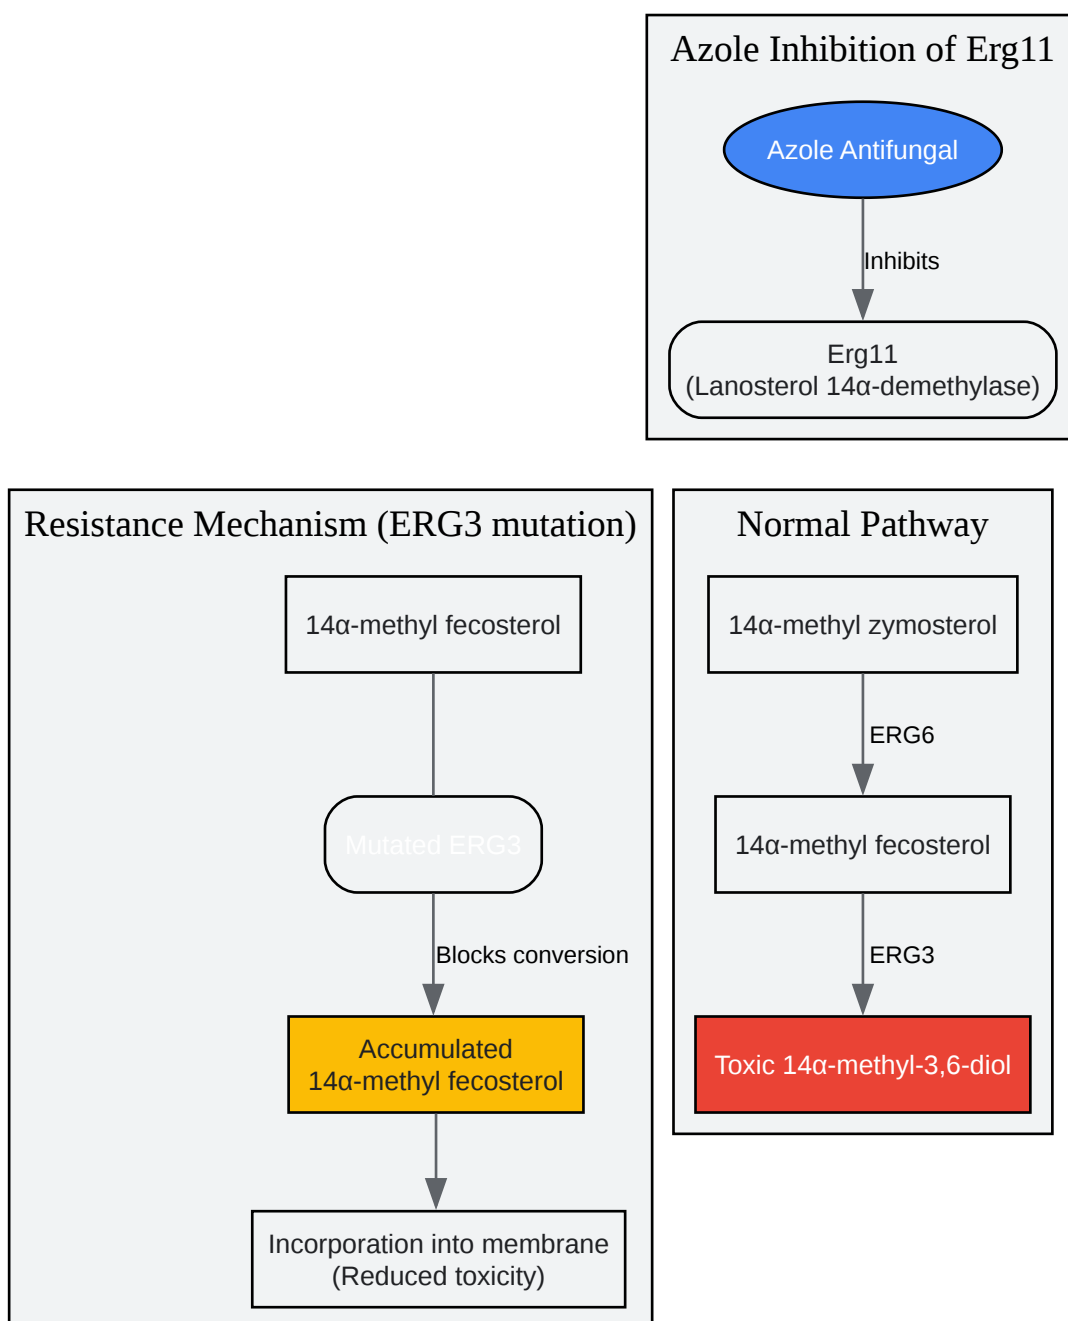 Azole Inhibition of Erg11
Azole Antifungal
Inhibits
Erg11
(Lanosterol 14α-demethylase)
Resistance Mechanism (ERG3 mutation)
14α-methyl fecosterol
Mutated ERG3
Blocks conversion
Accumulated
14α-methyl fecosterol
Incorporation into membrane
(Reduced toxicity)
Normal Pathway
14α-methyl zymosterol
ERG6
14α-methyl fecosterol
ERG3
Toxic 14α-methyl-3,6-diol